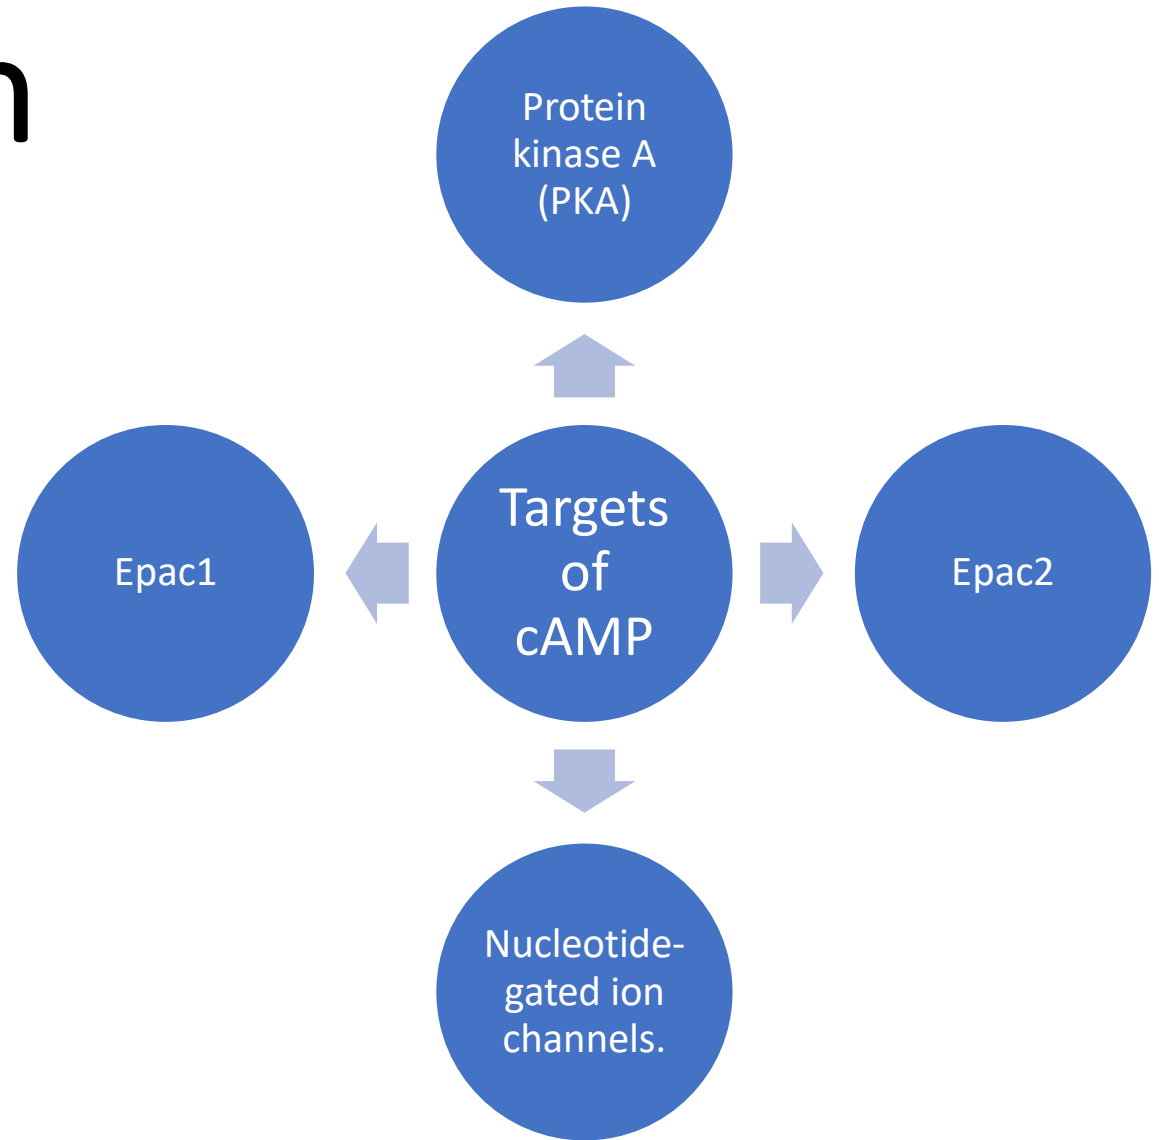 Protein
kinase A
(PKA)
Epac1
Targets
of
cAMP
Epac2
Nucleotide-
gated ion
channels.